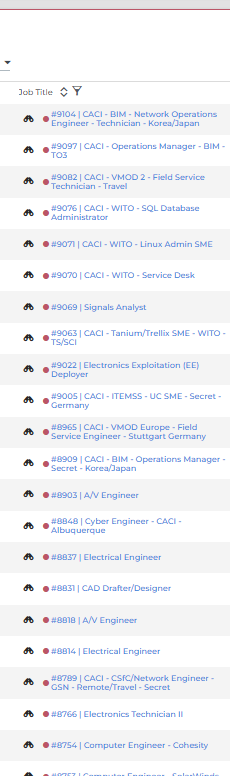 Job Title
#9104 | CACI - BIM - Network Operations
Engineer - Technician - Korea/Japan
#9097 | CACI - Operations Manager - BIM -
TO3
#9082 | CACI - VMOD 2 - Field Service
Technician - Travel
#9076 | CACI - WITO - SQL Database
Administrator
#9071 | CACI - WITO - Linux Admin SME
#9070 | CACI - WITO - Service Desk
#9069 | Signals Analyst
#9063 | CACI - Tanium/Trellix SME - WITO -
TS/SCI
#9022 | Electronics Exploitation (EE)
Deployer
#9005 | CACI - ITEMSS - UC SME - Secret -
Germany
#8965 | CACI - VMOD Europe - Field
Service Engineer - Stuttgart Germany
#8909 | CACI - BIM - Operations Manager -
Secret - Korea/Japan
#8903 | A/V Engineer
#8848 | Cyber Engineer - CACI -
Albuquerque
#8837 | Electrical Engineer
#8831 | CAD Drafter/Designer
#8818 | A/V Engineer
#8814 | Electrical Engineer
#8789 | CACI - CSfC/Network Engineer -
GSN - Remote/Travel - Secret
#8766 | Electronics Technician II
#8754 | Computer Engineer - Cohesity
#8753 | Computer Engineer - SolarWinds